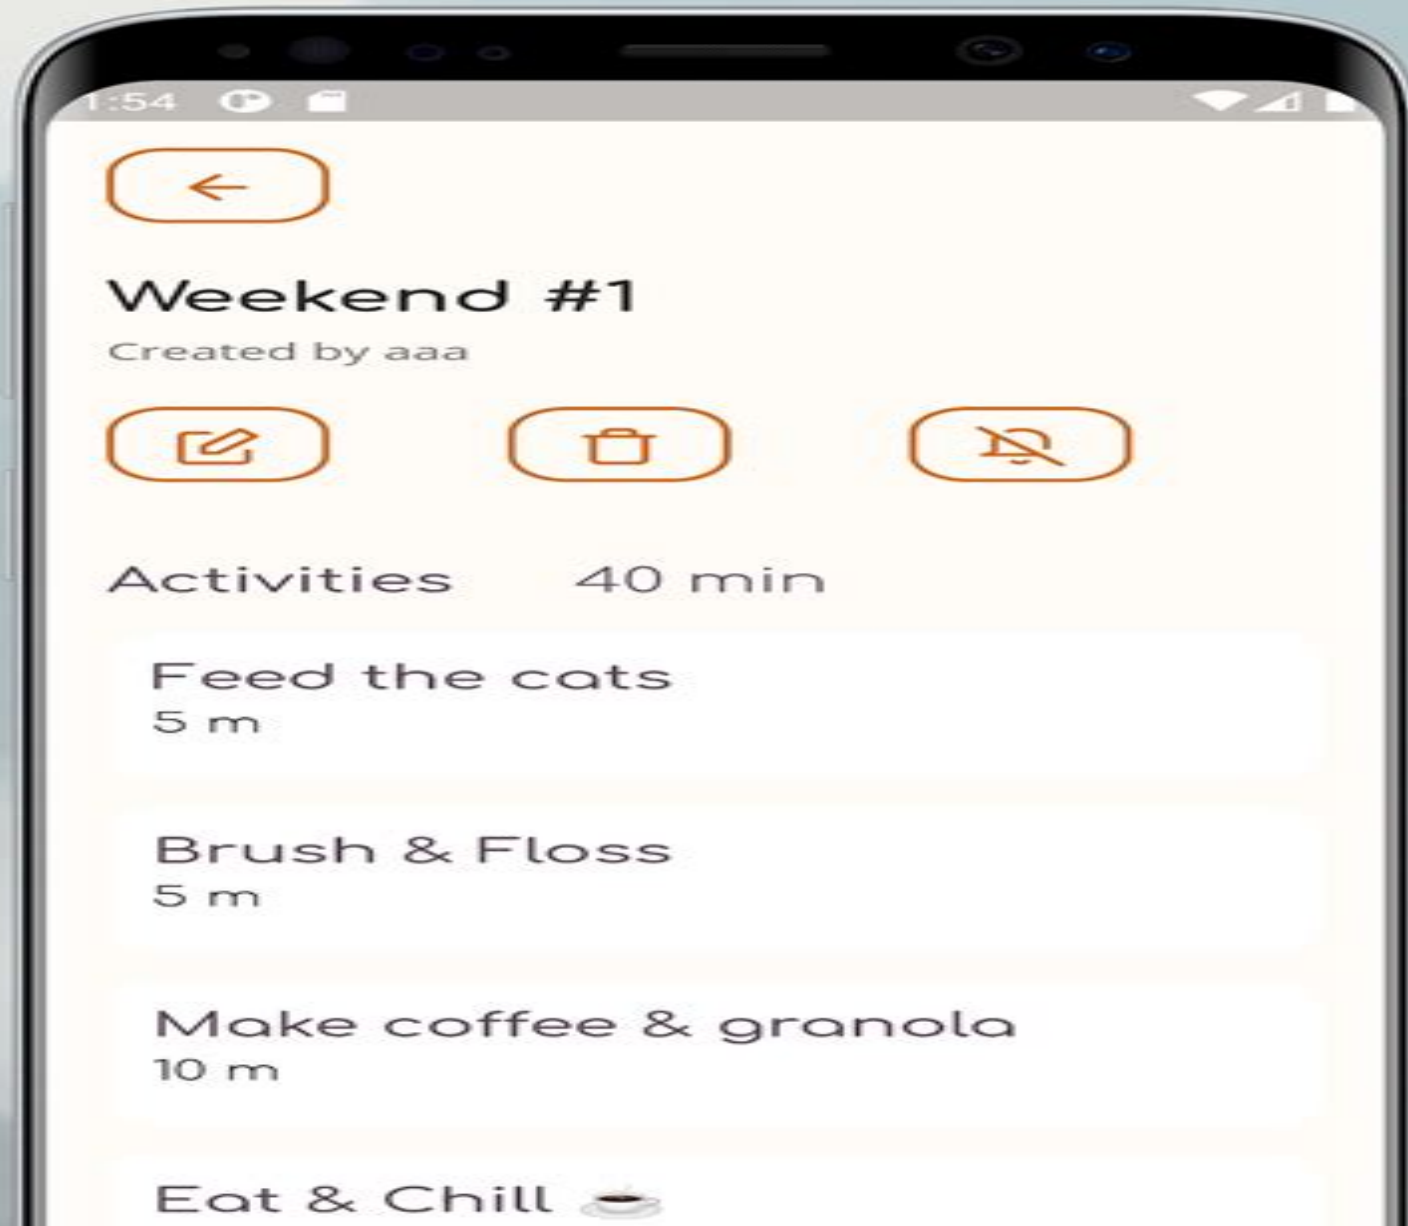 1:54
Weekend #1
Created by aaa
Activities 40 min
Feed the cats
5 m
Brush & Floss
5 m
Make coffee & granola
10 m
Eat & Chill ☕